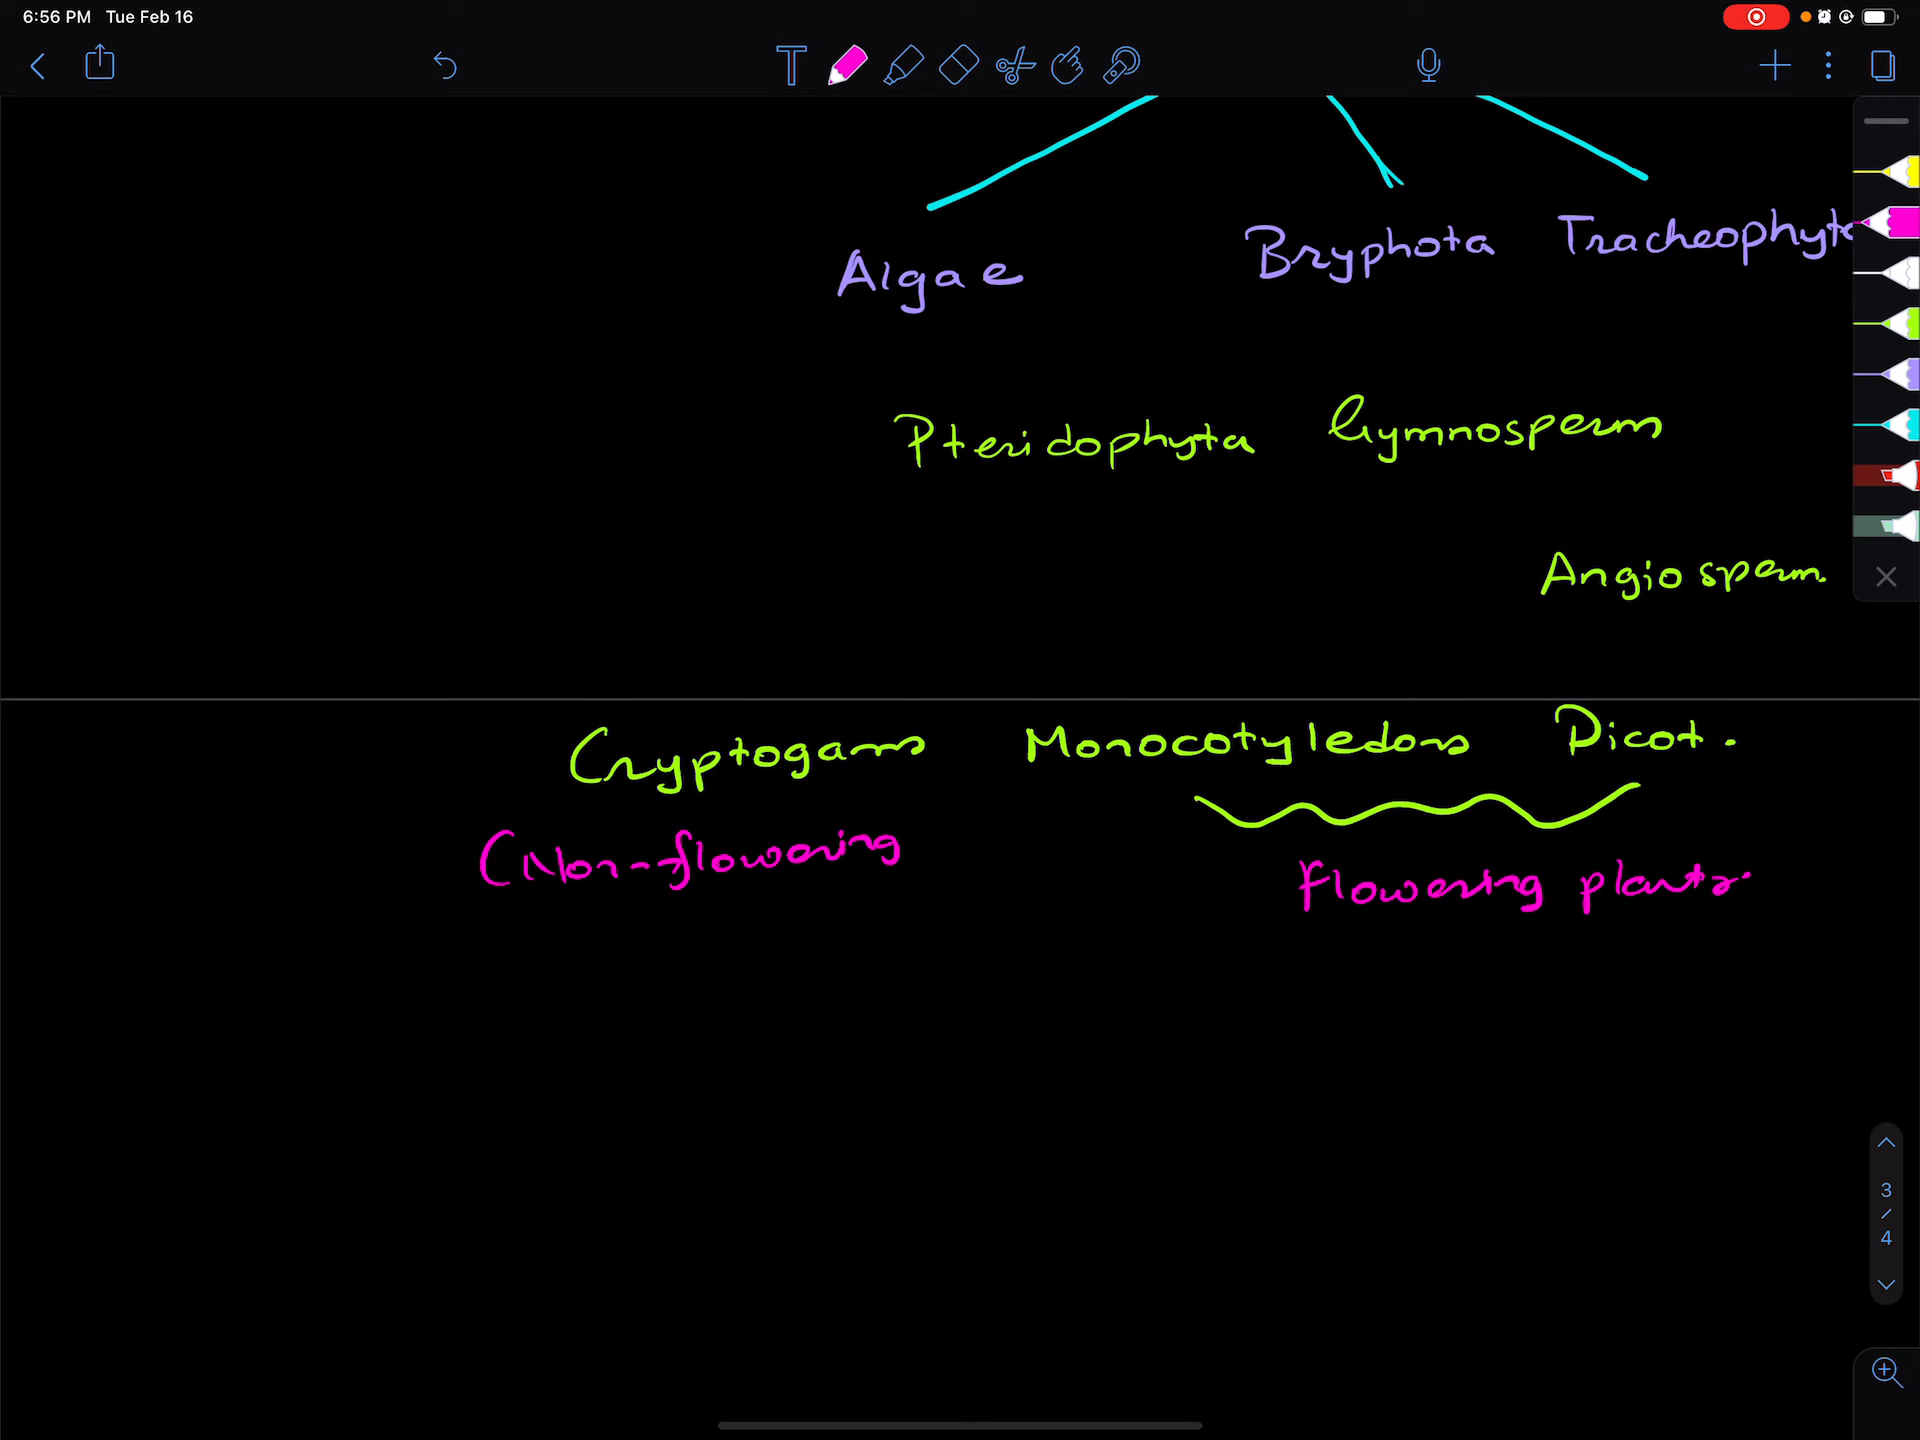 6:56 PM Tue Feb 16
Algae Bryphota Tracheophyta
Pteridophyta Gymnosperm
Angiosperm.
Cryptogams Monocotyledons Dicot.
(Non-flowering Flowering plants.
3
/
4